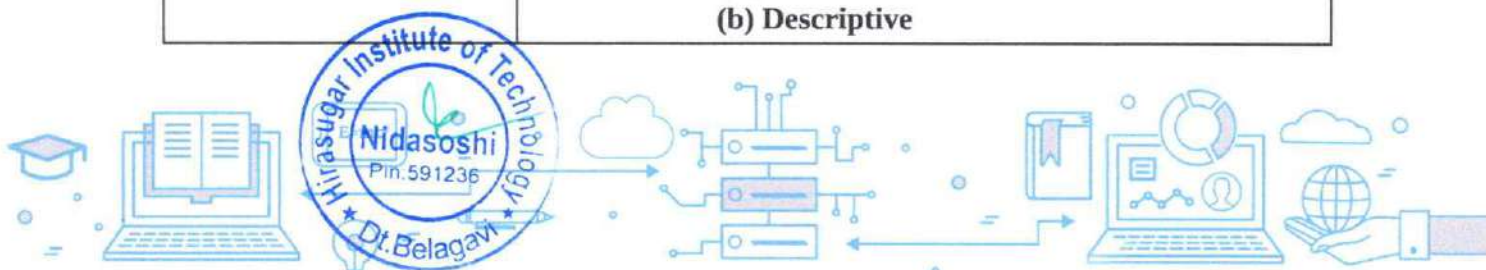 (b) Descriptive
Hirasugar Institute of Technology
Nidasoshi
Pin:591236
★ Dt.Belagavi ★